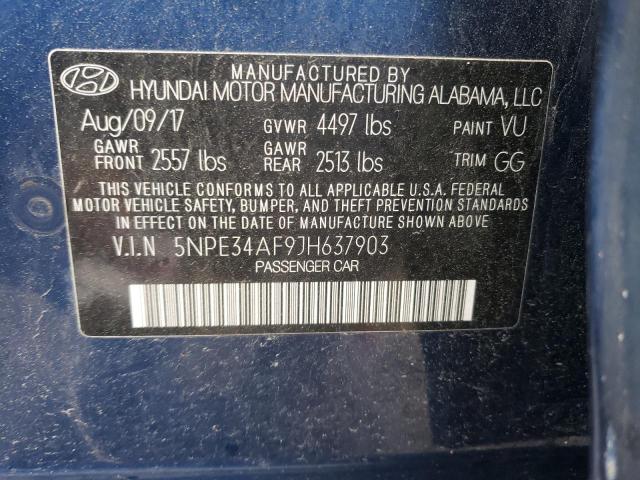 MANUFACTURED BY
HYUNDAI MOTOR MANUFACTURING ALABAMA, LLC
Aug/09/17 GVWR 4497 lbs PAINT VU
GAWR FRONT 2557 lbs GAWR REAR 2513 lbs TRIM GG
THIS VEHICLE CONFORMS TO ALL APPLICABLE U.S.A. FEDERAL
MOTOR VEHICLE SAFETY, BUMPER, AND THEFT PREVENTION STANDARDS
IN EFFECT ON THE DATE OF MANUFACTURE SHOWN ABOVE.
V.I.N 5NPE34AF9JH637903
PASSENGER CAR